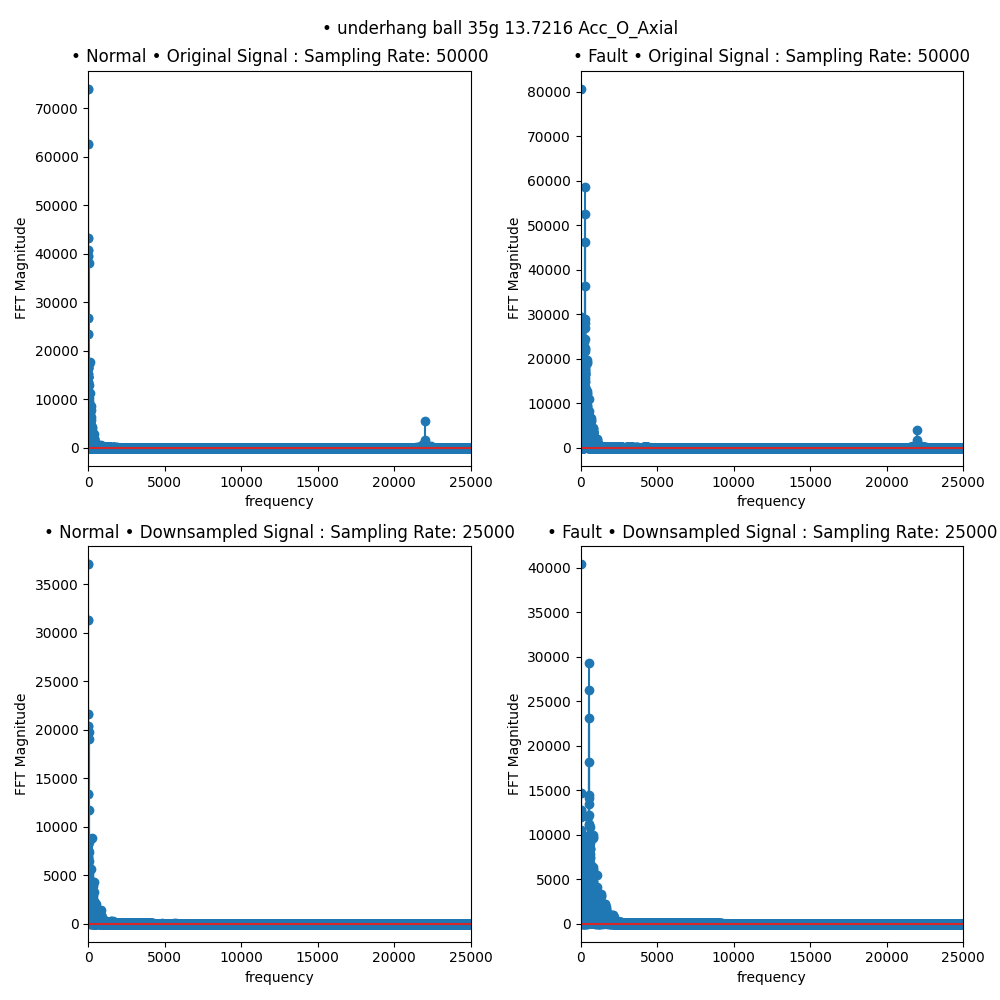 • underhang ball 35g 13.7216 Acc_O_Axial
• Normal • Original Signal : Sampling Rate: 50000
70000
60000
50000
40000
30000
20000
10000
0
FFT Magnitude
0 5000 10000 15000 20000 25000
frequency
• Fault • Original Signal : Sampling Rate: 50000
80000
70000
60000
50000
40000
30000
20000
10000
0
FFT Magnitude
0 5000 10000 15000 20000 25000
frequency
• Normal • Downsampled Signal : Sampling Rate: 25000
35000
30000
25000
20000
15000
10000
5000
0
FFT Magnitude
0 5000 10000 15000 20000 25000
frequency
• Fault • Downsampled Signal : Sampling Rate: 25000
40000
35000
30000
25000
20000
15000
10000
5000
0
FFT Magnitude
0 5000 10000 15000 20000 25000
frequency